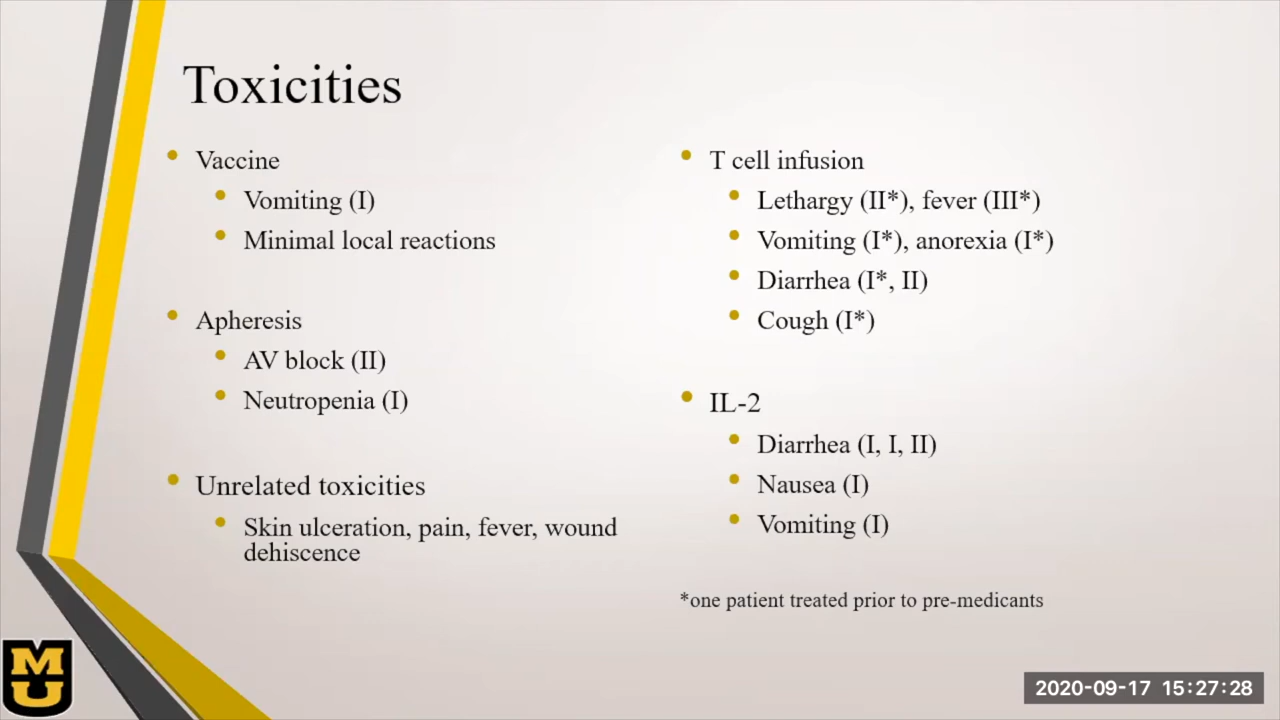 Toxicities
Vaccine
Vomiting (I)
Minimal local reactions
Apheresis
AV block (II)
Neutropenia (I)
Unrelated toxicities
Skin ulceration, pain, fever, wound
dehiscence
T cell infusion
Lethargy (II*), fever (III*)
Vomiting (I*), anorexia (I*)
Diarrhea (I*, II)
Cough (I*)
IL-2
Diarrhea (I, I, II)
Nausea (I)
Vomiting (I)
*one patient treated prior to pre-medicants
MU
2020-09-17 15:27:28